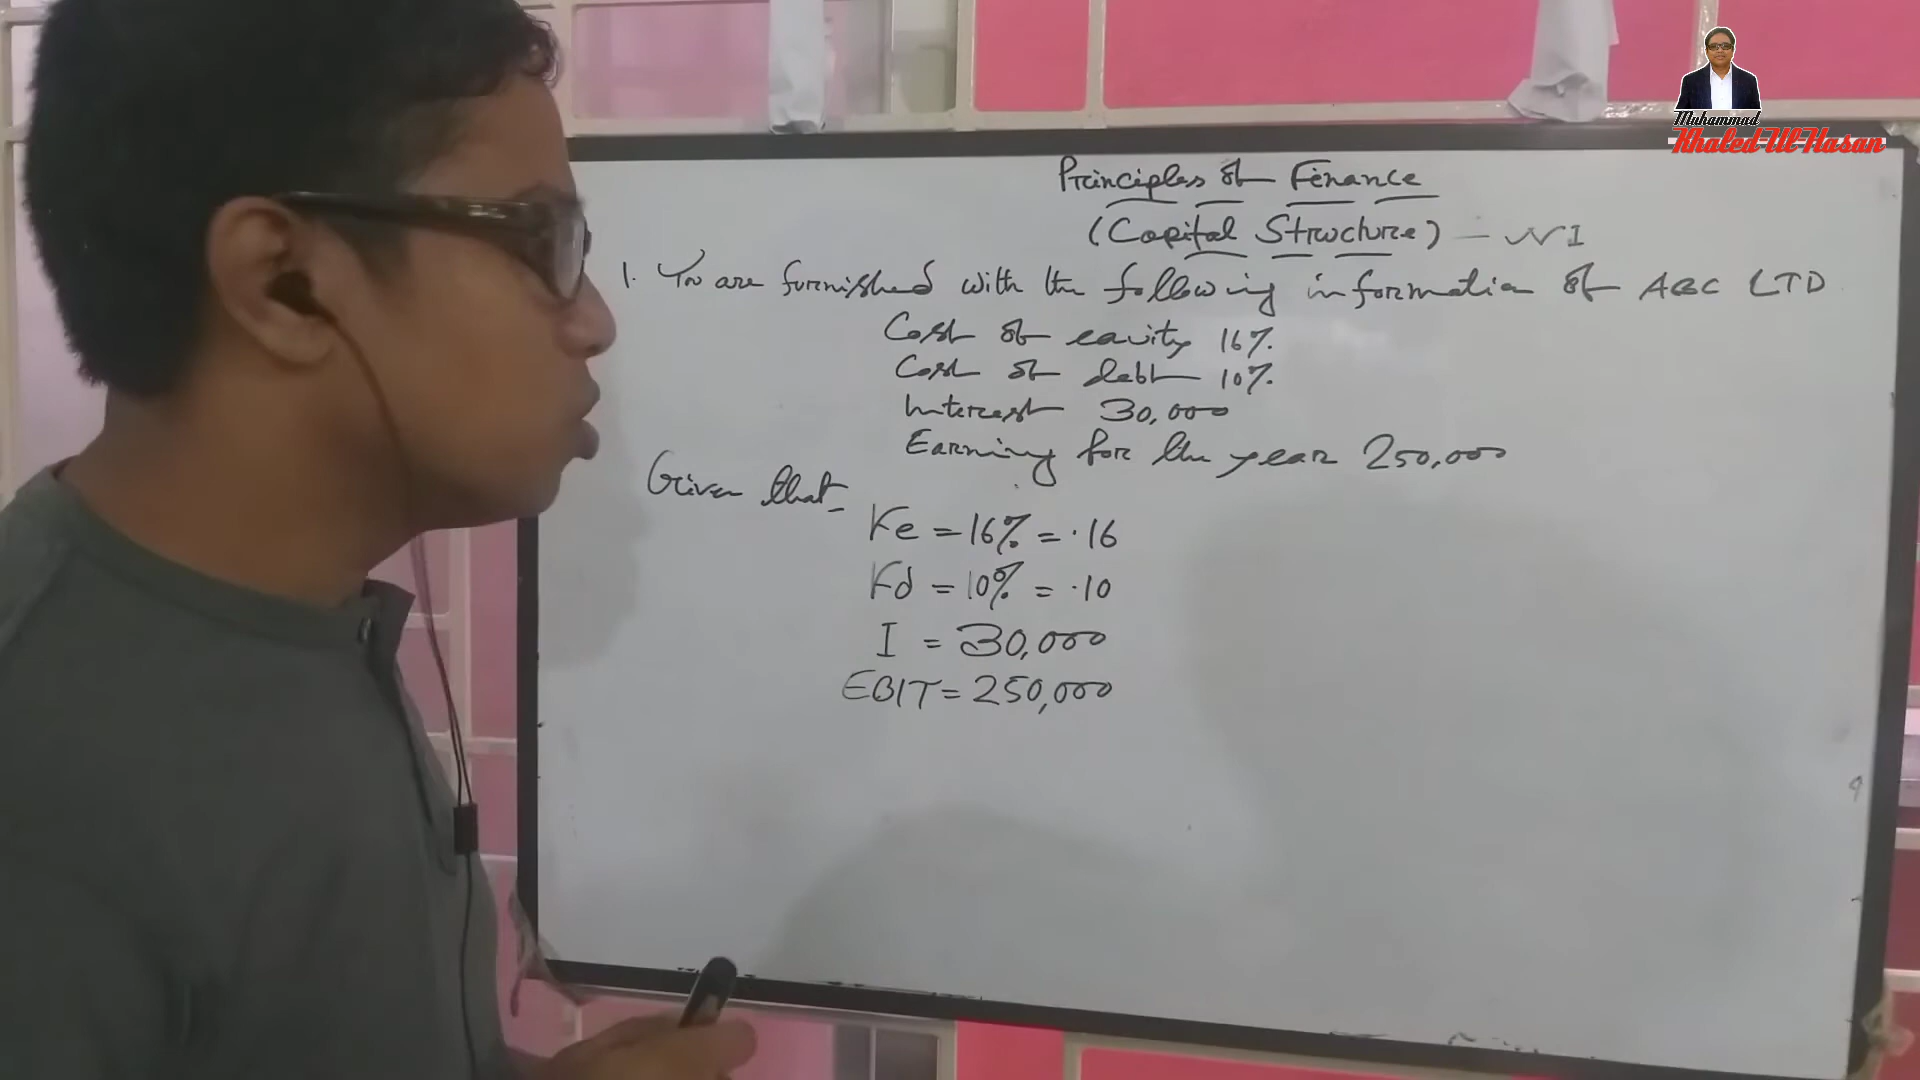 Muhammad
Khaled Ul Hasan
Principles of Finance
(Capital Structure) - NI
1. You are furnished with the following information of ABC LTD
Cost of equity 16%.
Cost of debt 10%.
Interest 30,000
Earning for the year 250,000
Given that-
Ke = 16% = .16
Kd = 10% = .10
I = 30,000
EBIT = 250,000